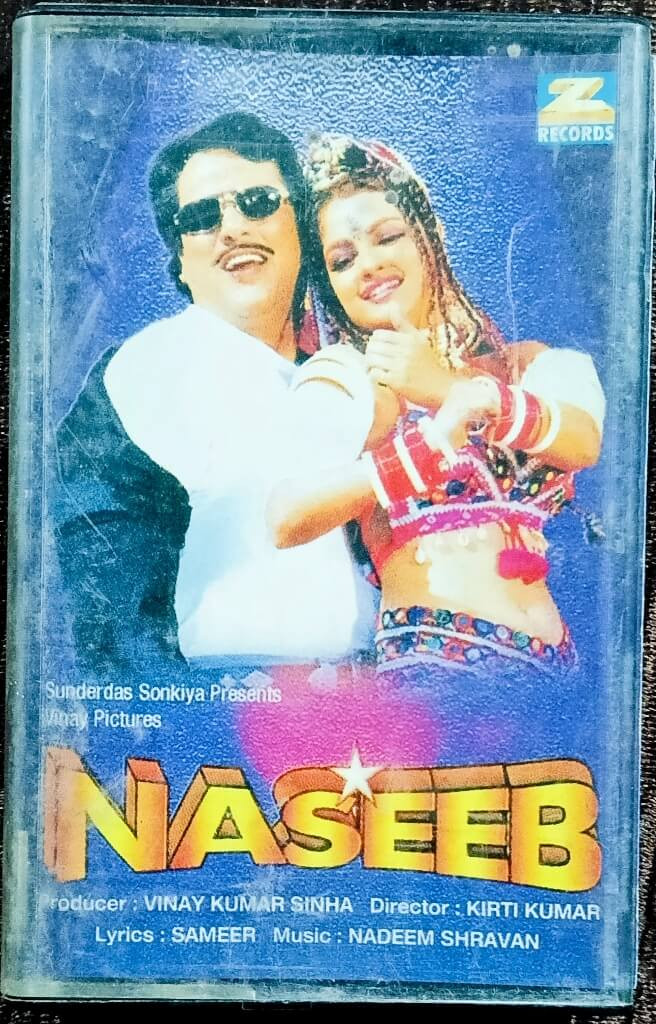 Z
RECORDS
Sunderdas Sonkiya Presents
Vinay Pictures
NASEEB
Producer : VINAY KUMAR SINHA Director : KIRTI KUMAR
Lyrics : SAMEER Music : NADEEM SHRAVAN